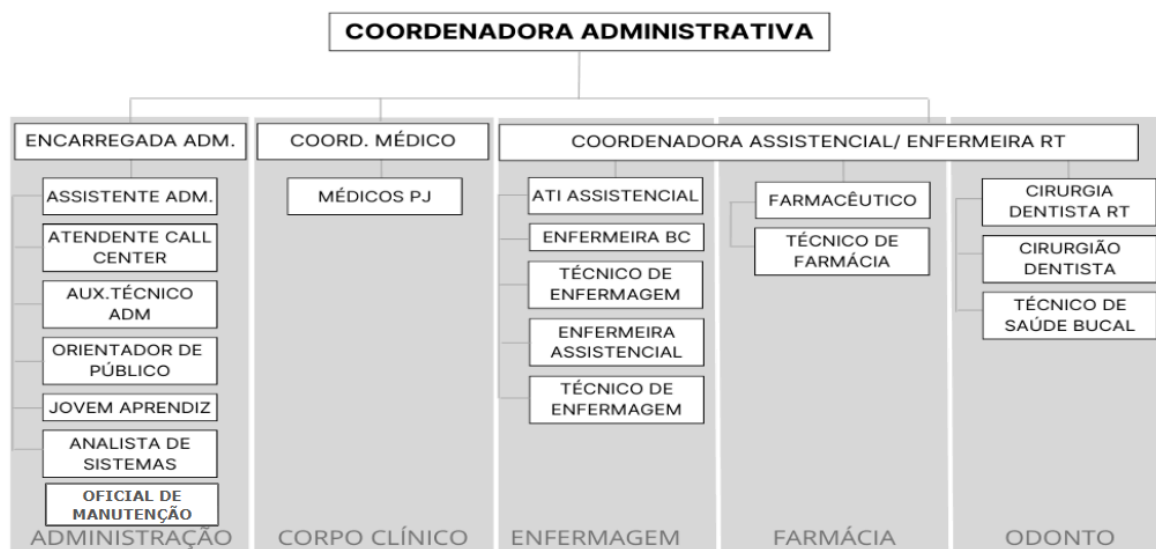 COORDENADORA ADMINISTRATIVA
ENCARREGADA ADM.
COORD. MÉDICO
COORDENADORA ASSISTENCIAL/ ENFERMEIRA RT
ASSISTENTE ADM.
ATENDENTE CALL
CENTER
AUX.TÉCNICO
ADM
ORIENTADOR DE
PÚBLICO
JOVEM APRENDIZ
ANALISTA DE
SISTEMAS
OFICIAL DE
MANUTENÇÃO
ADMINISTRAÇÃO
MÉDICOS PJ
CORPO CLÍNICO
ATI ASSISTENCIAL
ENFERMEIRA BC
TÉCNICO DE
ENFERMAGEM
ENFERMEIRA
ASSISTENCIAL
TÉCNICO DE
ENFERMAGEM
ENFERMAGEM
FARMACÊUTICO
TÉCNICO DE
FARMÁCIA
FARMÁCIA
CIRURGIA
DENTISTA RT
CIRURGIÃO
DENTISTA
TÉCNICO DE
SAÚDE BUCAL
ODONTO